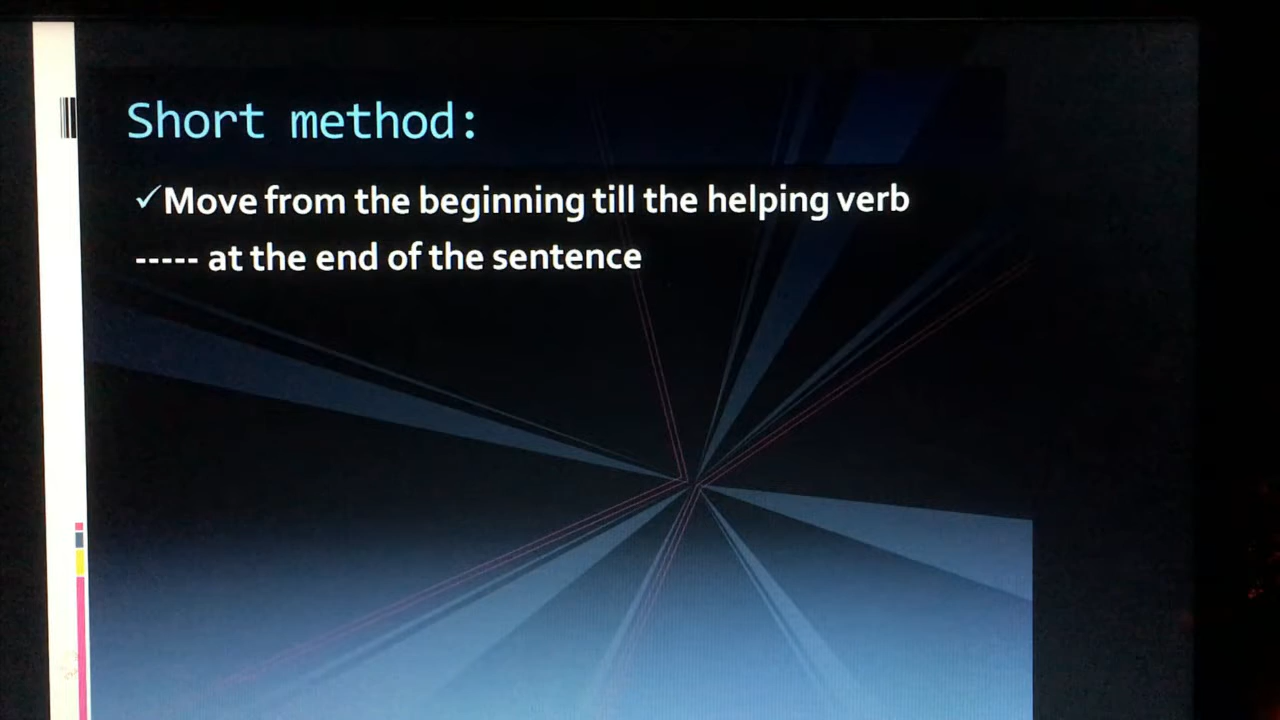 Short method:
✓Move from the beginning till the helping verb
----- at the end of the sentence